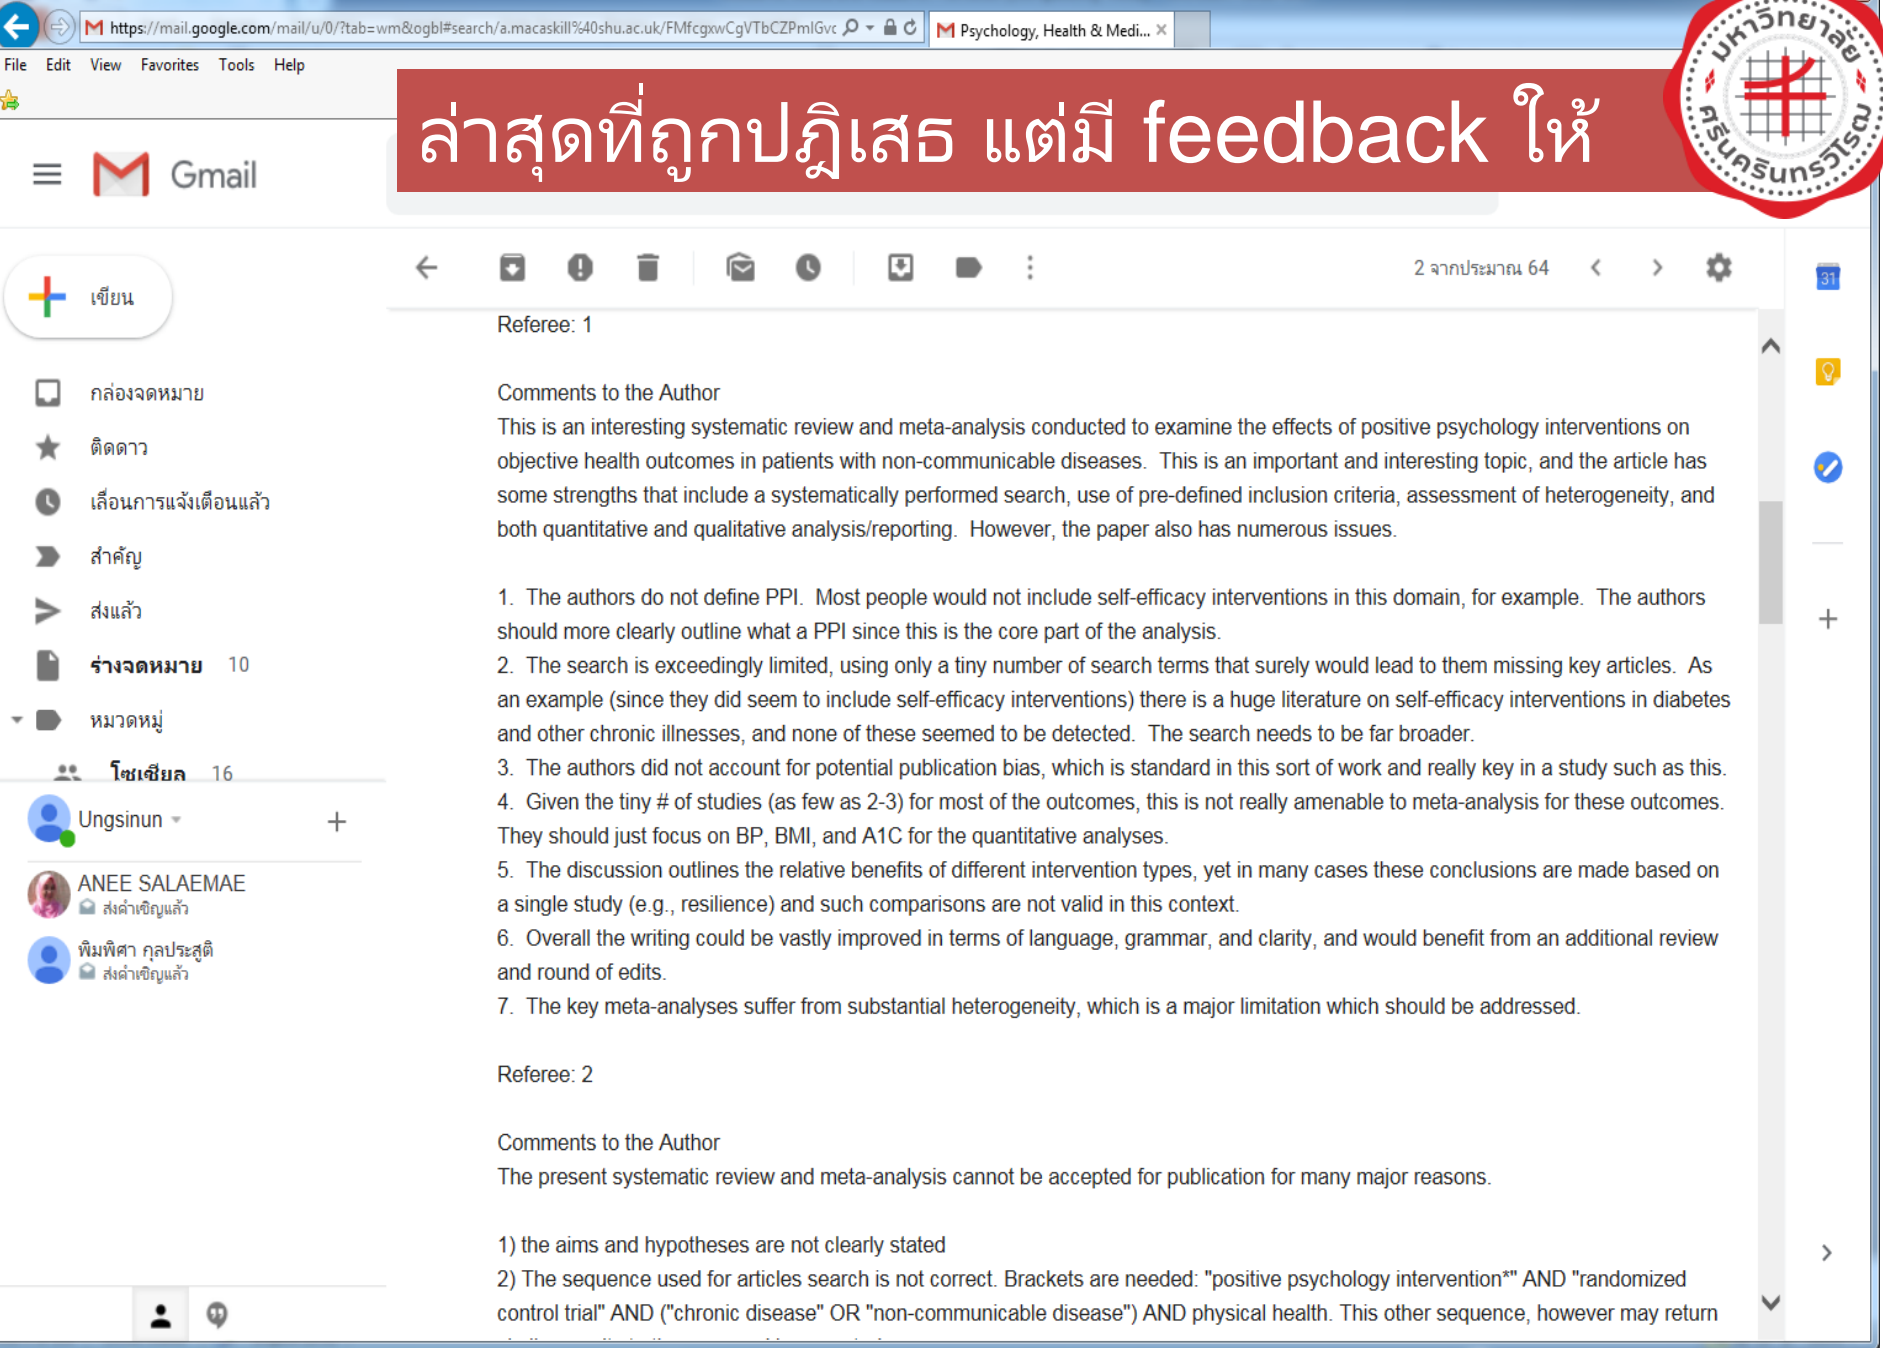 https://mail.google.com/mail/u/0/?tab=wm&ogbl#search/a.macaskill%40shu.ac.uk/FMfcgxwCgVTbCZPmlGvc
Psychology, Health & Medi...
File Edit View Favorites Tools Help
ล่าสุดที่ถูกปฎิเสธ แต่มี feedback ให้
มหาวิทยาลัย
ศรีนครินทรวิโรฒ
Gmail
เขียน
2 จากประมาณ 64
31
กล่องจดหมาย
ติดดาว
เลื่อนการแจ้งเตือนแล้ว
สำคัญ
ส่งแล้ว
ร่างจดหมาย 10
หมวดหมู่
โซเชียล 16
Ungsinun
ANEE SALAEMAE
ส่งคำเชิญแล้ว
พิมพิศา กุลประสูติ
ส่งคำเชิญแล้ว
Referee: 1
Comments to the Author
This is an interesting systematic review and meta-analysis conducted to examine the effects of positive psychology interventions on
objective health outcomes in patients with non-communicable diseases. This is an important and interesting topic, and the article has
some strengths that include a systematically performed search, use of pre-defined inclusion criteria, assessment of heterogeneity, and
both quantitative and qualitative analysis/reporting. However, the paper also has numerous issues.
1. The authors do not define PPI. Most people would not include self-efficacy interventions in this domain, for example. The authors
should more clearly outline what a PPI since this is the core part of the analysis.
2. The search is exceedingly limited, using only a tiny number of search terms that surely would lead to them missing key articles. As
an example (since they did seem to include self-efficacy interventions) there is a huge literature on self-efficacy interventions in diabetes
and other chronic illnesses, and none of these seemed to be detected. The search needs to be far broader.
3. The authors did not account for potential publication bias, which is standard in this sort of work and really key in a study such as this.
4. Given the tiny # of studies (as few as 2-3) for most of the outcomes, this is not really amenable to meta-analysis for these outcomes.
They should just focus on BP, BMI, and A1C for the quantitative analyses.
5. The discussion outlines the relative benefits of different intervention types, yet in many cases these conclusions are made based on
a single study (e.g., resilience) and such comparisons are not valid in this context.
6. Overall the writing could be vastly improved in terms of language, grammar, and clarity, and would benefit from an additional review
and round of edits.
7. The key meta-analyses suffer from substantial heterogeneity, which is a major limitation which should be addressed.
Referee: 2
Comments to the Author
The present systematic review and meta-analysis cannot be accepted for publication for many major reasons.
1) the aims and hypotheses are not clearly stated
2) The sequence used for articles search is not correct. Brackets are needed: "positive psychology intervention*" AND "randomized
control trial" AND ("chronic disease" OR "non-communicable disease") AND physical health. This other sequence, however may return